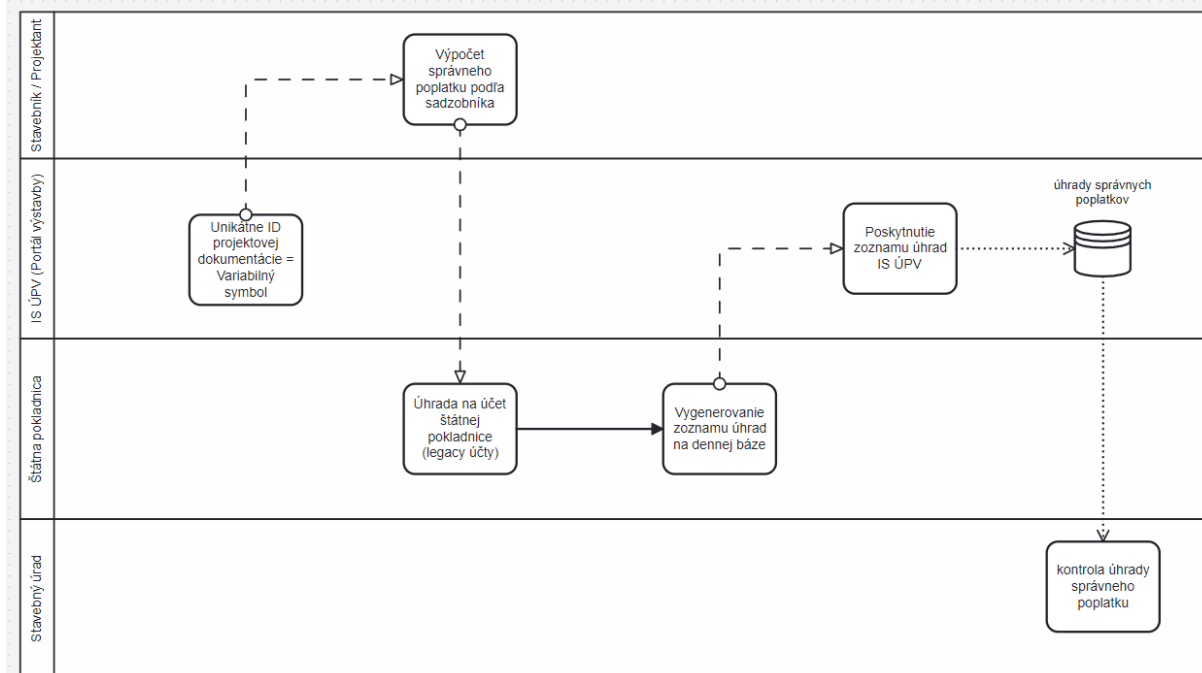 Stavebník / Projektant
Výpočet
správneho
poplatku podľa
sadzobníka
IS ÚPV (Portál výstavby)
Unikátne ID
projektovej
dokumentácie =
Variabilný
symbol
Poskytnutie
zoznamu úhrad
IS ÚPV
úhrady správnych
poplatkov
Štátna pokladnica
Úhrada na účet
štátnej
pokladnice
(legacy účty)
Vygenerovanie
zoznamu úhrad
na dennej báze
Stavebný úrad
kontrola úhrady
správneho
poplatku